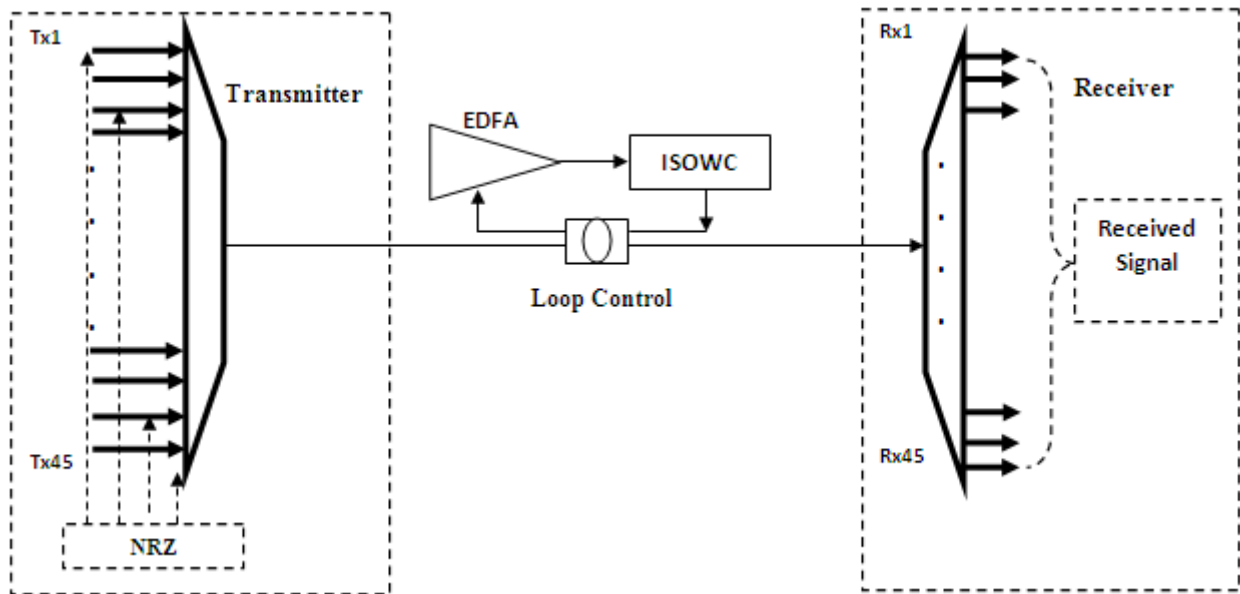 Tx1
Transmitter
Tx45
NRZ
EDFA
ISOWC
Loop Control
Rx1
Receiver
Received
Signal
Rx45